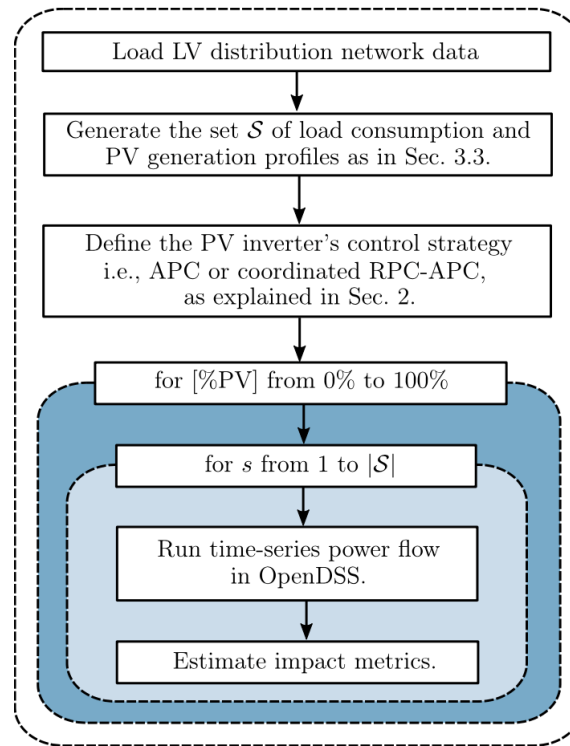 Load LV distribution network data
Generate the set 𝒮 of load consumption and
PV generation profiles as in Sec. 3.3.
Define the PV inverter's control strategy
i.e., APC or coordinated RPC-APC,
as explained in Sec. 2.
for [%PV] from 0% to 100%
for s from 1 to |𝒮|
Run time-series power flow
in OpenDSS.
Estimate impact metrics.